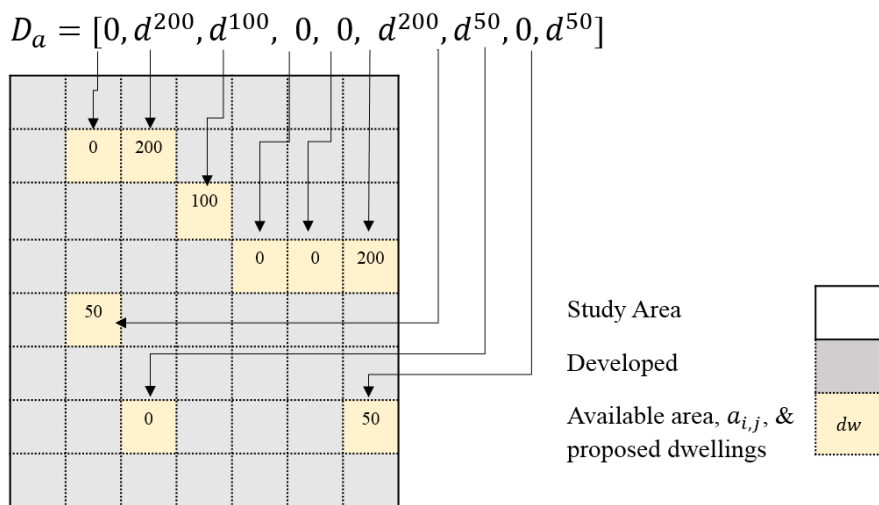 D_a = [0, d^200, d^100, 0, 0, d^200, d^50, 0, d^50]
0 200
100
0 0 200
50
0 50
Study Area
Developed
Available area, a_i,j, &
proposed dwellings
dw